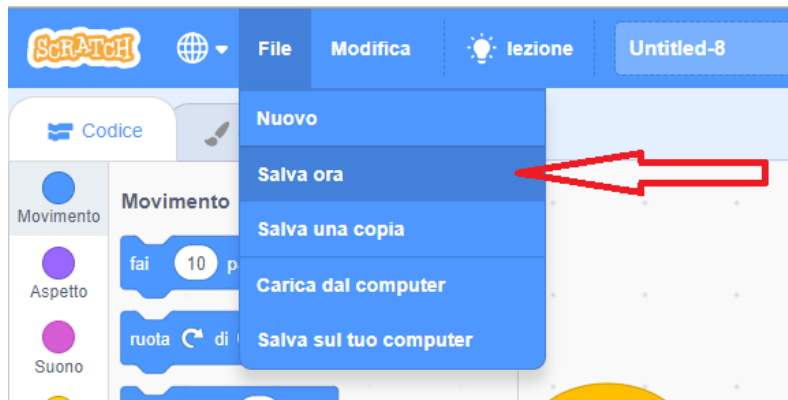 SCRATCH File Modifica lezione Untitled-8
Codice
Nuovo
Salva ora
Salva una copia
Carica dal computer
Salva sul tuo computer
Movimento
Aspetto
Suono
Movimento
fai 10
ruota di